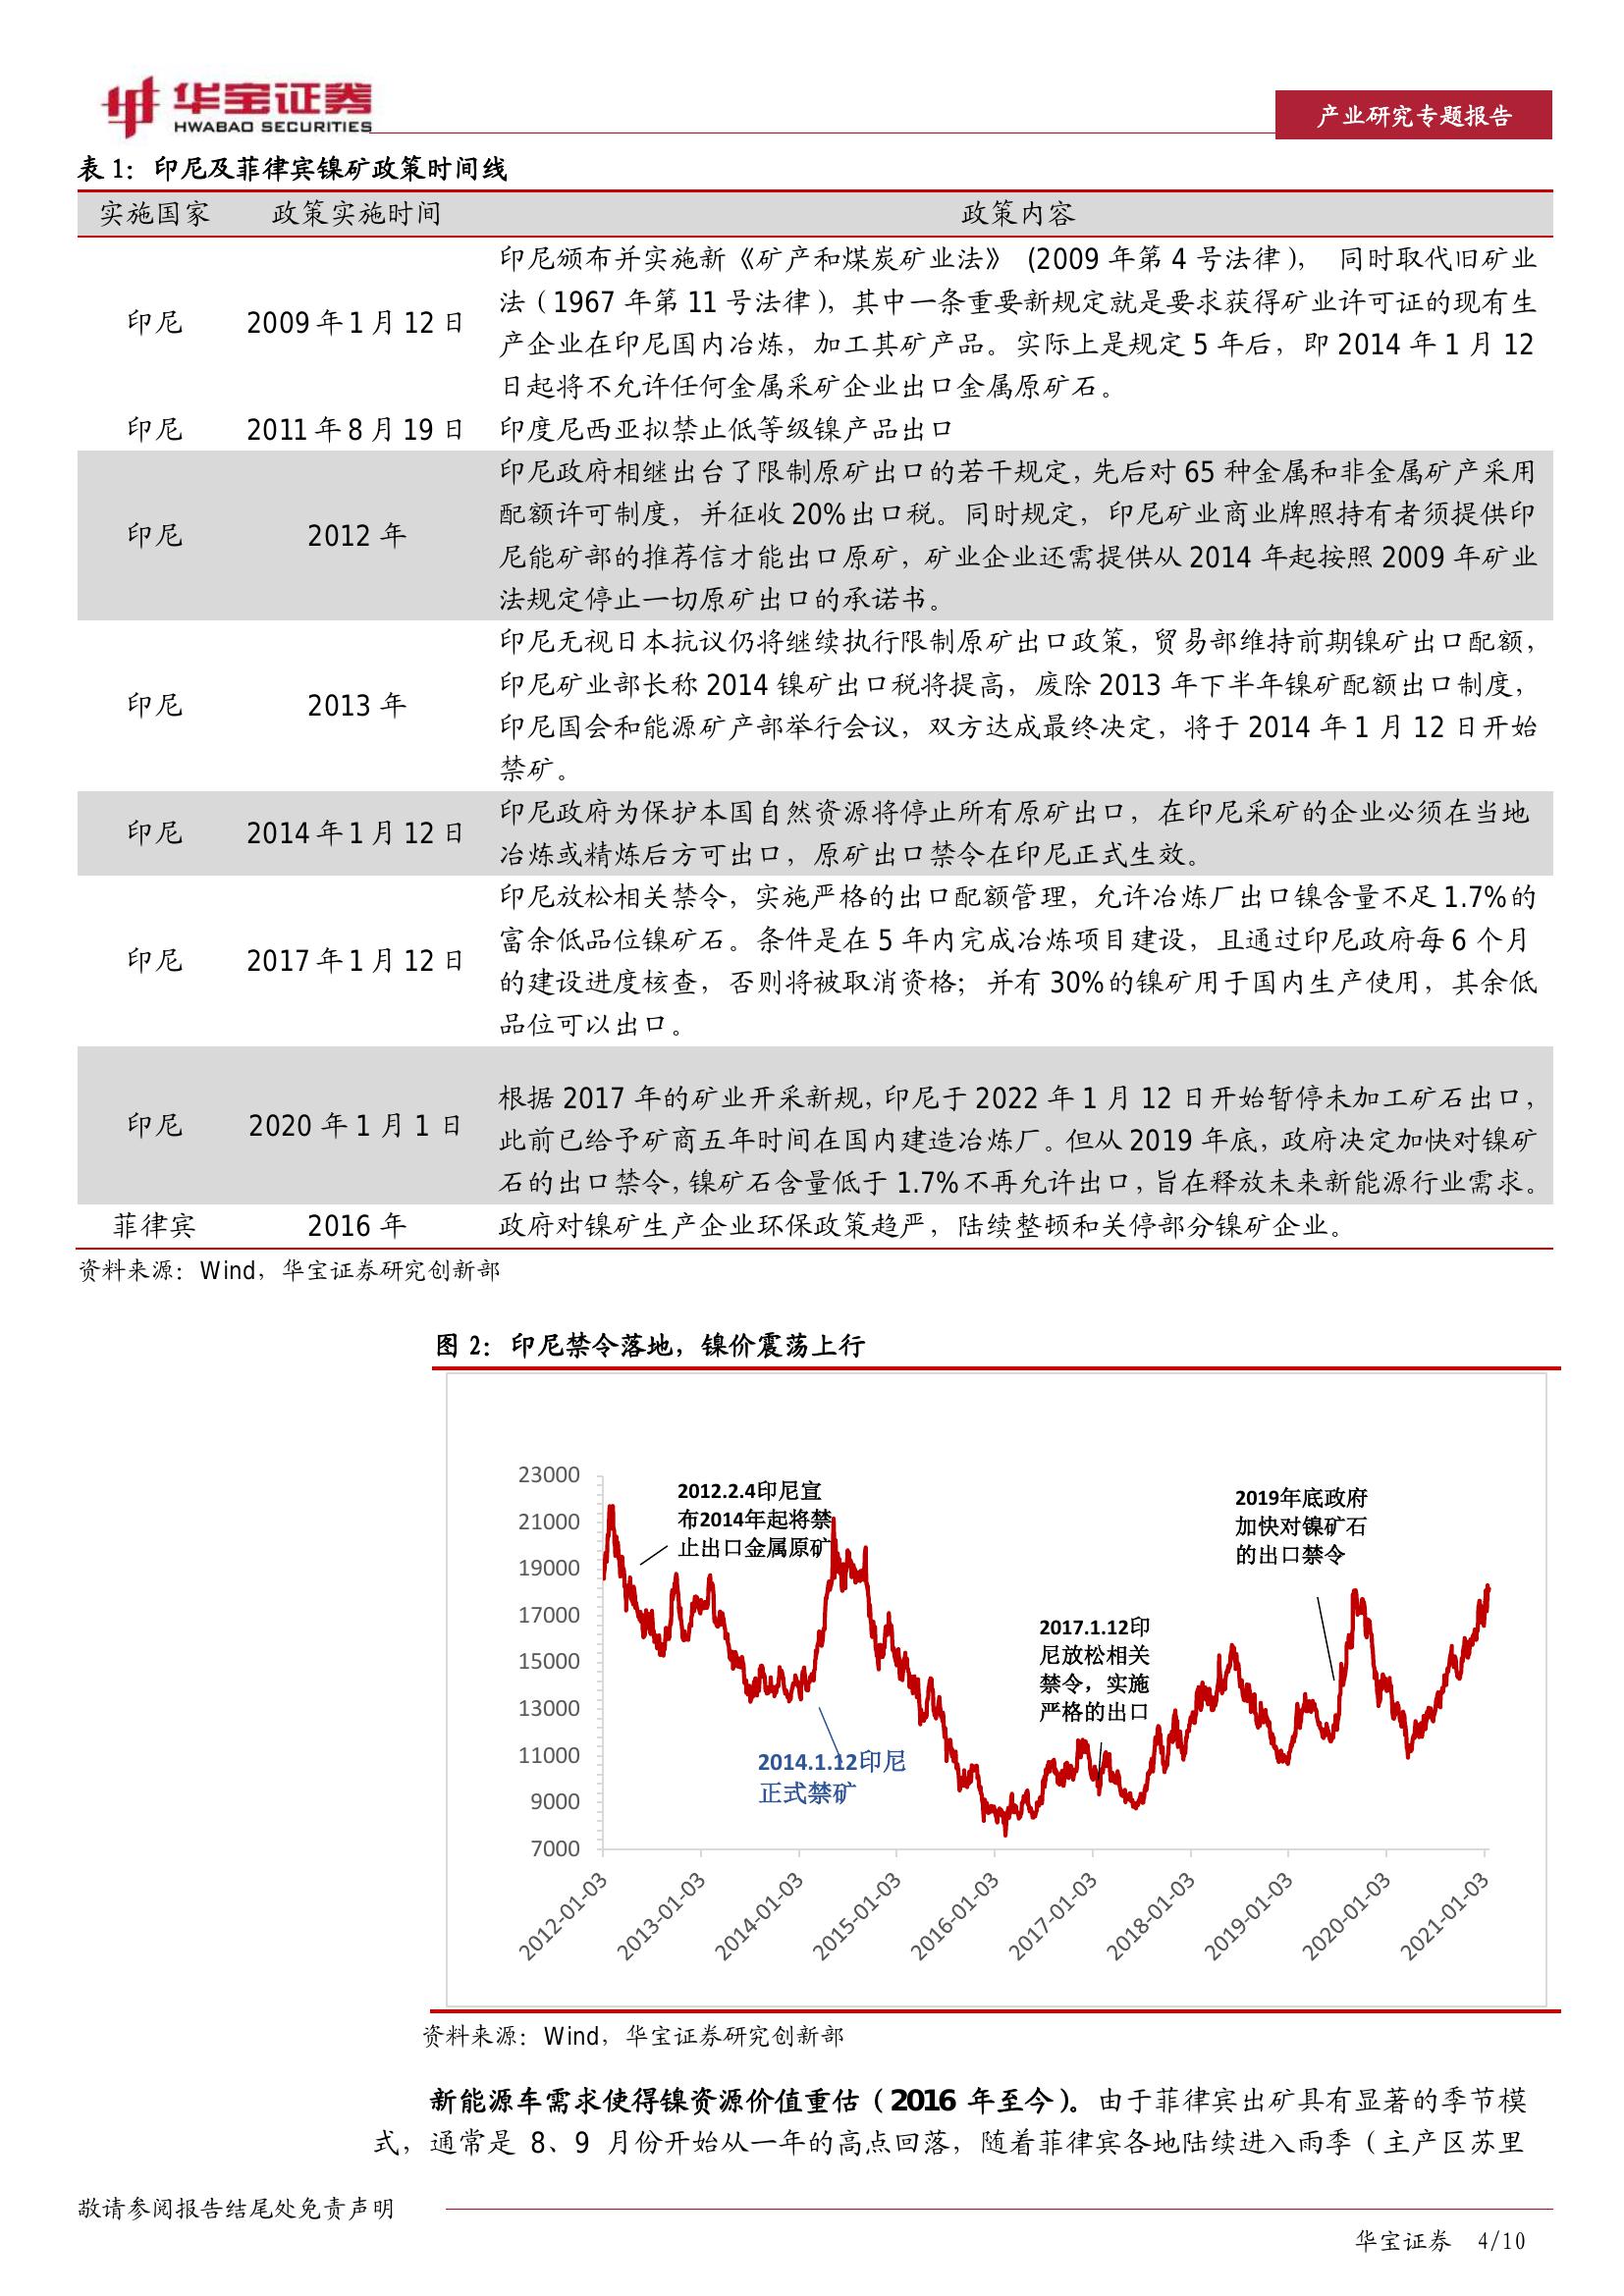 华宝证券
HWABAO SECURITIES
产业研究专题报告
表 1：印尼及菲律宾镍矿政策时间线
实施国家 政策实施时间 政策内容
印尼 2009 年 1 月 12 日
印尼颁布并实施新《矿产和煤炭矿业法》 (2009 年第 4 号法律)， 同时取代旧矿业
法（1967 年第 11 号法律），其中一条重要新规定就是要求获得矿业许可证的现有生
产企业在印尼国内冶炼，加工其矿产品。实际上是规定 5 年后，即 2014 年 1 月 12
日起将不允许任何金属采矿企业出口金属原矿石。
印尼 2011 年 8 月 19 日 印度尼西亚拟禁止低等级镍产品出口
印尼 2012 年
印尼政府相继出台了限制原矿出口的若干规定，先后对 65 种金属和非金属矿产采用
配额许可制度，并征收 20%出口税。同时规定，印尼矿业商业牌照持有者须提供印
尼能矿部的推荐信才能出口原矿，矿业企业还需提供从 2014 年起按照 2009 年矿业
法规定停止一切原矿出口的承诺书。
印尼 2013 年
印尼无视日本抗议仍将继续执行限制原矿出口政策，贸易部维持前期镍矿出口配额，
印尼矿业部长称 2014 镍矿出口税将提高，废除 2013 年下半年镍矿配额出口制度，
印尼国会和能源矿产部举行会议，双方达成最终决定，将于 2014 年 1 月 12 日开始
禁矿。
印尼 2014 年 1 月 12 日
印尼政府为保护本国自然资源将停止所有原矿出口，在印尼采矿的企业必须在当地
冶炼或精炼后方可出口，原矿出口禁令在印尼正式生效。
印尼 2017 年 1 月 12 日
印尼放松相关禁令，实施严格的出口配额管理，允许冶炼厂出口镍含量不足 1.7%的
富余低品位镍矿石。条件是在 5 年内完成冶炼项目建设，且通过印尼政府每 6 个月
的建设进度核查，否则将被取消资格；并有 30%的镍矿用于国内生产使用，其余低
品位可以出口。
印尼 2020 年 1 月 1 日
根据 2017 年的矿业开采新规，印尼于 2022 年 1 月 12 日开始暂停未加工矿石出口，
此前已给予矿商五年时间在国内建造冶炼厂。但从 2019 年底，政府决定加快对镍矿
石的出口禁令，镍矿石含量低于 1.7%不再允许出口，旨在释放未来新能源行业需求。
菲律宾 2016 年 政府对镍矿生产企业环保政策趋严，陆续整顿和关停部分镍矿企业。
资料来源：Wind，华宝证券研究创新部
图 2：印尼禁令落地，镍价震荡上行
23000
21000
19000
17000
15000
13000
11000
9000
7000
2012.2.4印尼宣
布2014年起将禁
止出口金属原矿
2014.1.12印尼
正式禁矿
2017.1.12印
尼放松相关
禁令，实施
严格的出口
2019年底政府
加快对镍矿石
的出口禁令
2012-01-03
2013-01-03
2014-01-03
2015-01-03
2016-01-03
2017-01-03
2018-01-03
2019-01-03
2020-01-03
2021-01-03
资料来源：Wind，华宝证券研究创新部
新能源车需求使得镍资源价值重估（2016 年至今）。由于菲律宾出矿具有显著的季节模
式，通常是 8、9 月份开始从一年的高点回落，随着菲律宾各地陆续进入雨季（主产区苏里
敬请参阅报告结尾处免责声明
华宝证券 4/10